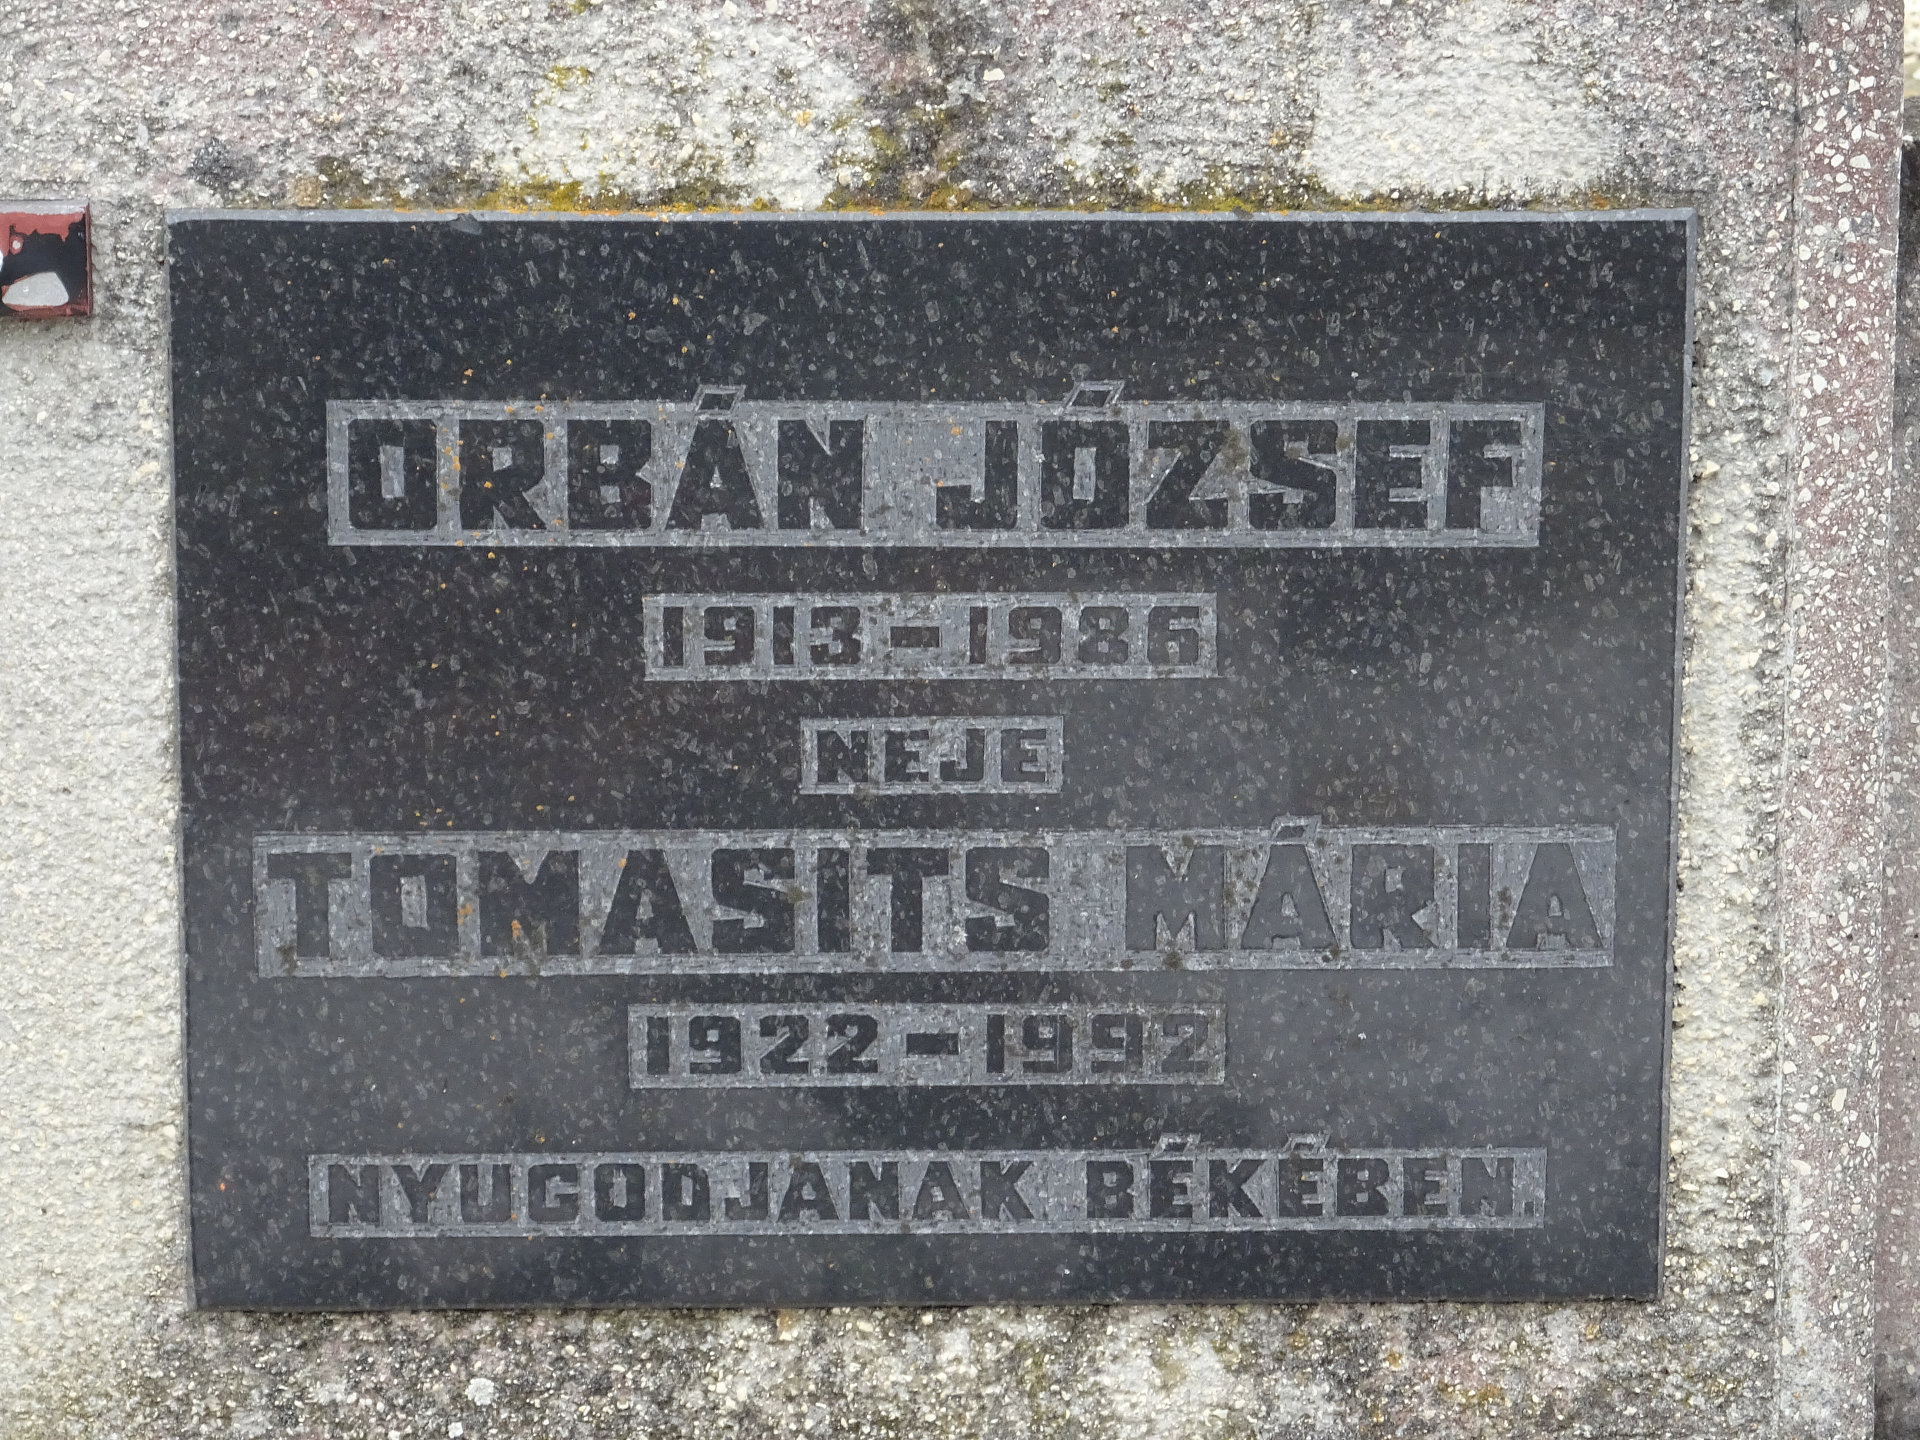 ORBÁN JÓZSEF
1913-1986
NEJE
TOMASITS MÁRIA
1922-1992
NYUGODJANAK BÉKÉBEN.